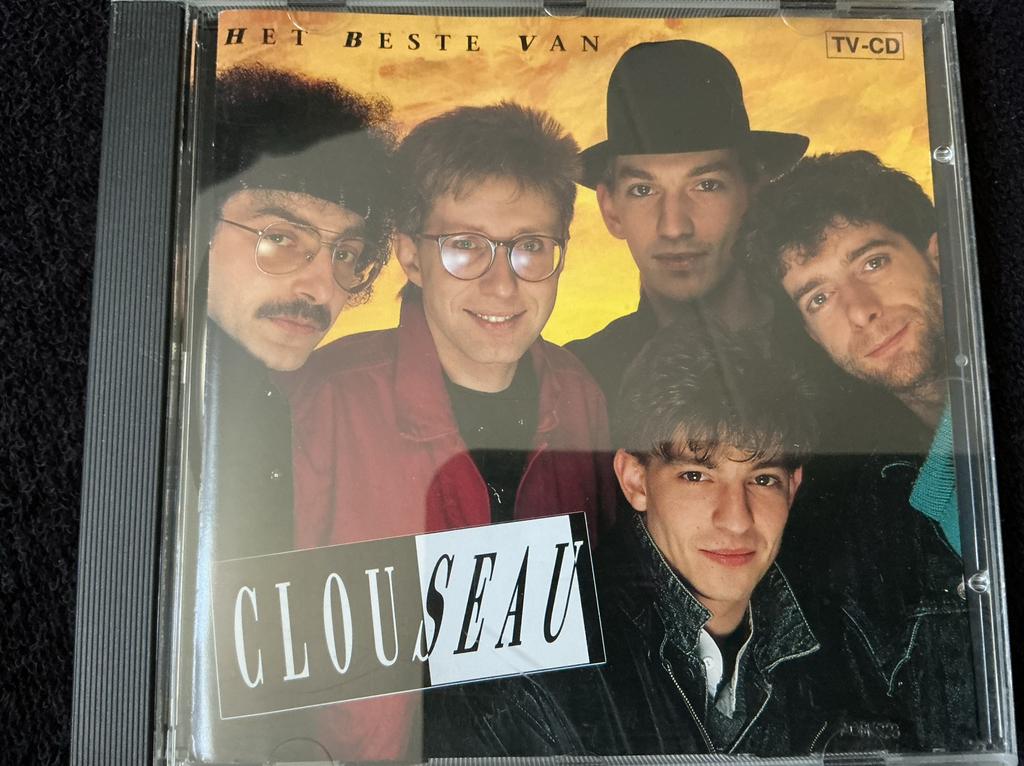 HET BESTE VAN
TV-CD
CLOUSEAU